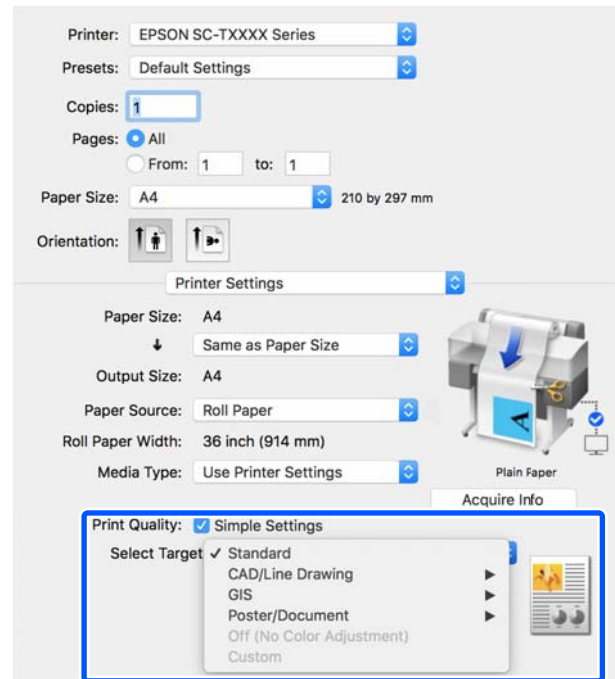 Printer: EPSON SC-TXXXX Series
Presets: Default Settings
Copies: 1
Pages: All
From: 1 to: 1
Paper Size: A4 210 by 297 mm
Orientation:
Printer Settings
Paper Size: A4
Same as Paper Size
Output Size: A4
Paper Source: Roll Paper
Roll Paper Width: 36 inch (914 mm)
Media Type: Use Printer Settings
Plain Paper
Acquire Info
Print Quality: Simple Settings
Select Target ✓ Standard
CAD/Line Drawing
GIS
Poster/Document
Off (No Color Adjustment)
Custom